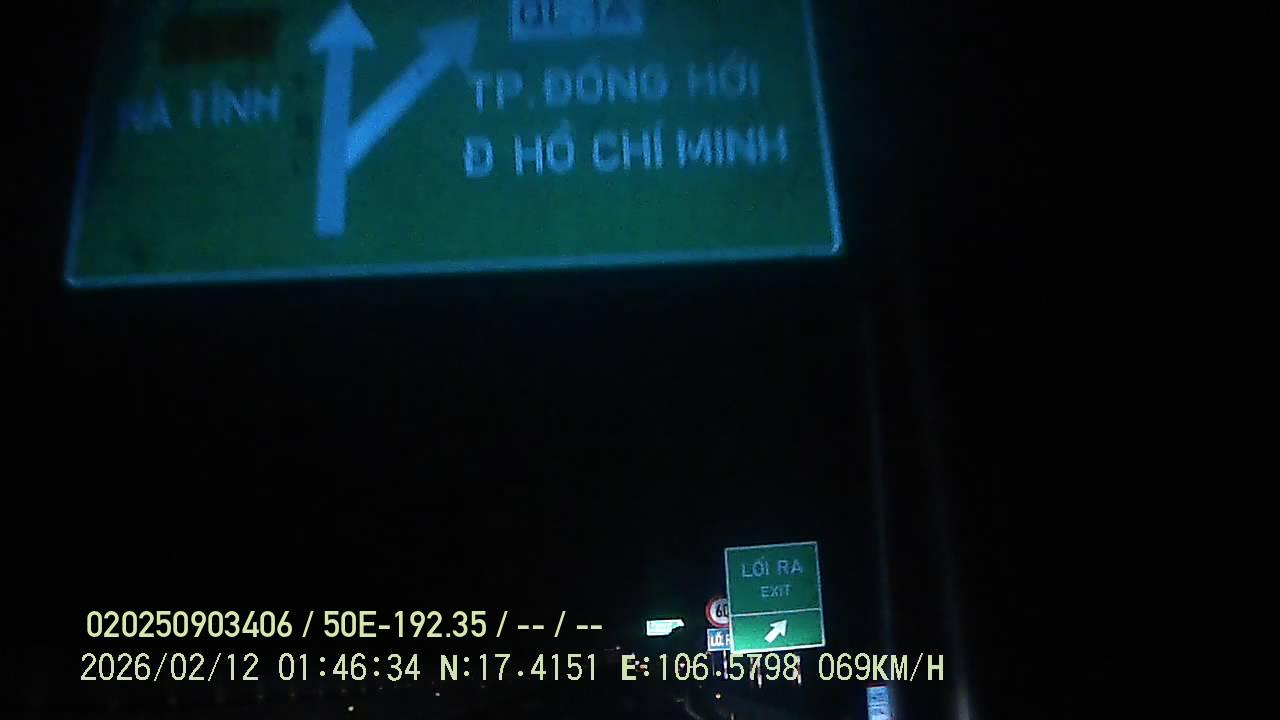 HÀ TĨNH
TP. ĐỒNG HỚI
Đ HỒ CHÍ MINH
LỐI RA
EXIT
60
020250903406 / 50E-192.35 / -- / --
2026/02/12 01:46:34 N:17.4151 E:106.5798 069KM/H